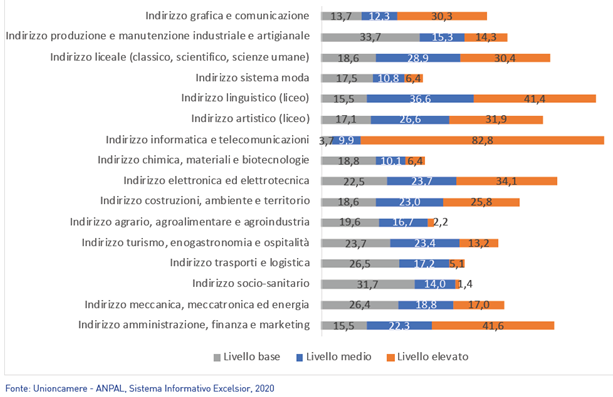 Indirizzo grafica e comunicazione 13,7 12,3 30,3
Indirizzo produzione e manutenzione industriale e artigianale 33,7 15,3 14,3
Indirizzo liceale (classico, scientifico, scienze umane) 18,6 28,9 30,4
Indirizzo sistema moda 17,5 10,8 6,4
Indirizzo linguistico (liceo) 15,5 36,6 41,4
Indirizzo artistico (liceo) 17,1 26,6 31,9
Indirizzo informatica e telecomunicazioni 3,7 9,9 82,8
Indirizzo chimica, materiali e biotecnologie 18,8 10,1 6,4
Indirizzo elettronica ed elettrotecnica 22,5 23,7 34,1
Indirizzo costruzioni, ambiente e territorio 18,6 23,0 25,8
Indirizzo agrario, agroalimentare e agroindustria 19,6 16,7 2,2
Indirizzo turismo, enogastronomia e ospitalità 23,7 23,4 13,2
Indirizzo trasporti e logistica 26,5 17,2 5,1
Indirizzo socio-sanitario 31,7 14,0 1,4
Indirizzo meccanica, meccatronica ed energia 26,4 18,8 17,0
Indirizzo amministrazione, finanza e marketing 15,5 22,3 41,6
Livello base Livello medio Livello elevato
Fonte: Unioncamere - ANPAL, Sistema Informativo Excelsior, 2020